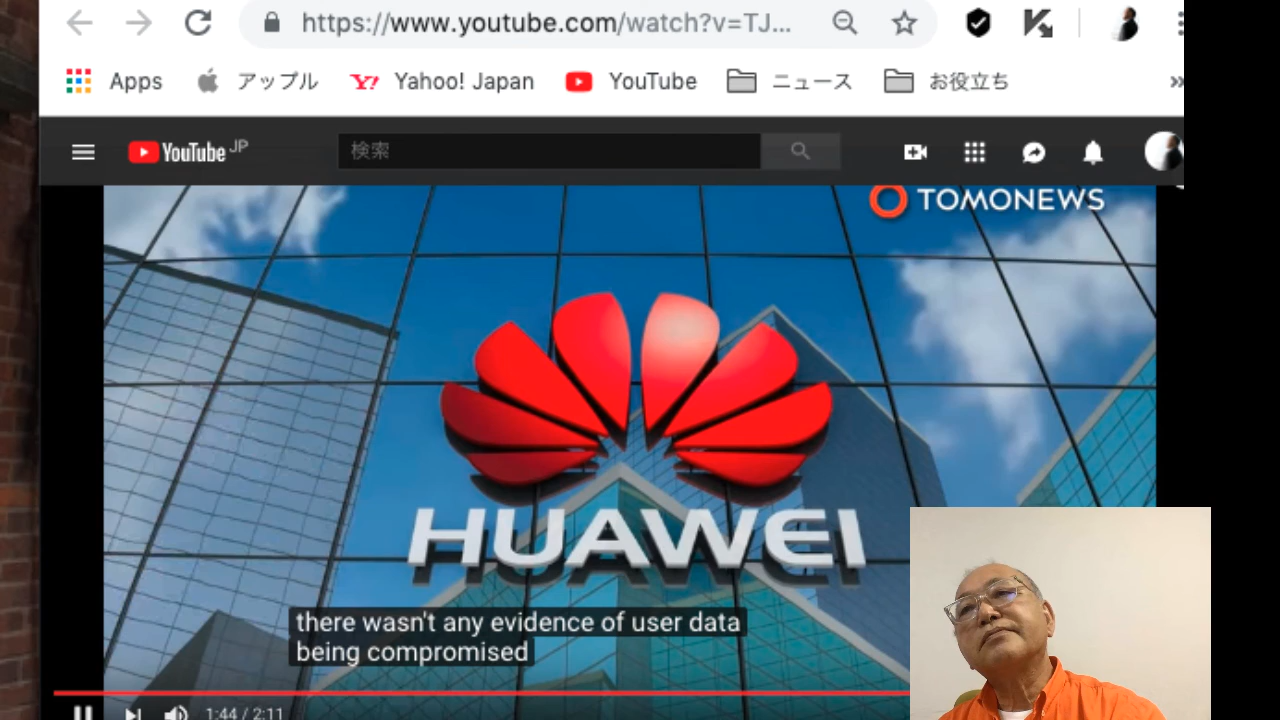 https://www.youtube.com/watch?v=TJ...
Apps アップル Y! Yahoo! Japan YouTube ニュース お役立ち »
YouTube JP 検索
TOMONEWS
HUAWEI
there wasn't any evidence of user data
being compromised
1:44 / 2:11